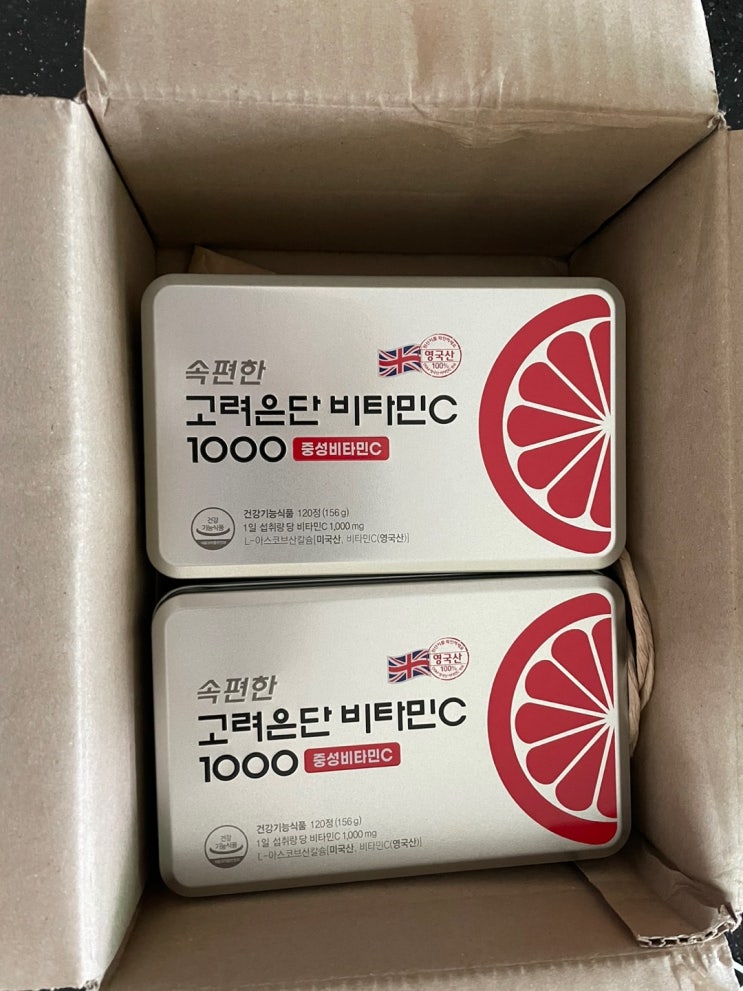 속편한
영국산
100%
고려은단 비타민C
1000 중성비타민C
건강
기능식품
건강기능식품 120정(156g)
1일 섭취량 당 비타민C 1,000mg
L-아스코브산칼슘[미국산, 비타민C(영국산)]
속편한
영국산
100%
고려은단 비타민C
1000 중성비타민C
건강
기능식품
건강기능식품 120정(156g)
1일 섭취량 당 비타민C 1,000mg
L-아스코브산칼슘[미국산, 비타민C(영국산)]